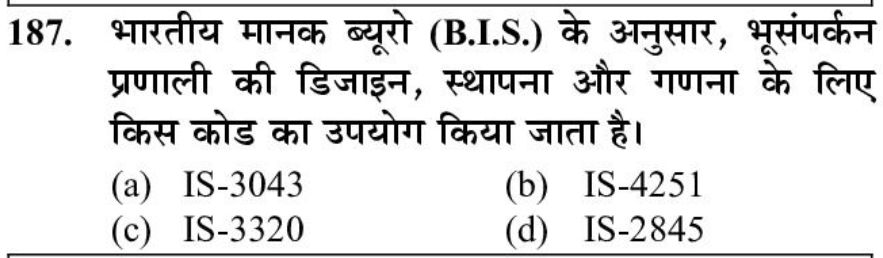 187. भारतीय मानक ब्यूरो (B.I.S.) के अनुसार, भूसंपर्कन
प्रणाली की डिजाइन, स्थापना और गणना के लिए
किस कोड का उपयोग किया जाता है।
(a) IS-3043 (b) IS-4251
(c) IS-3320 (d) IS-2845